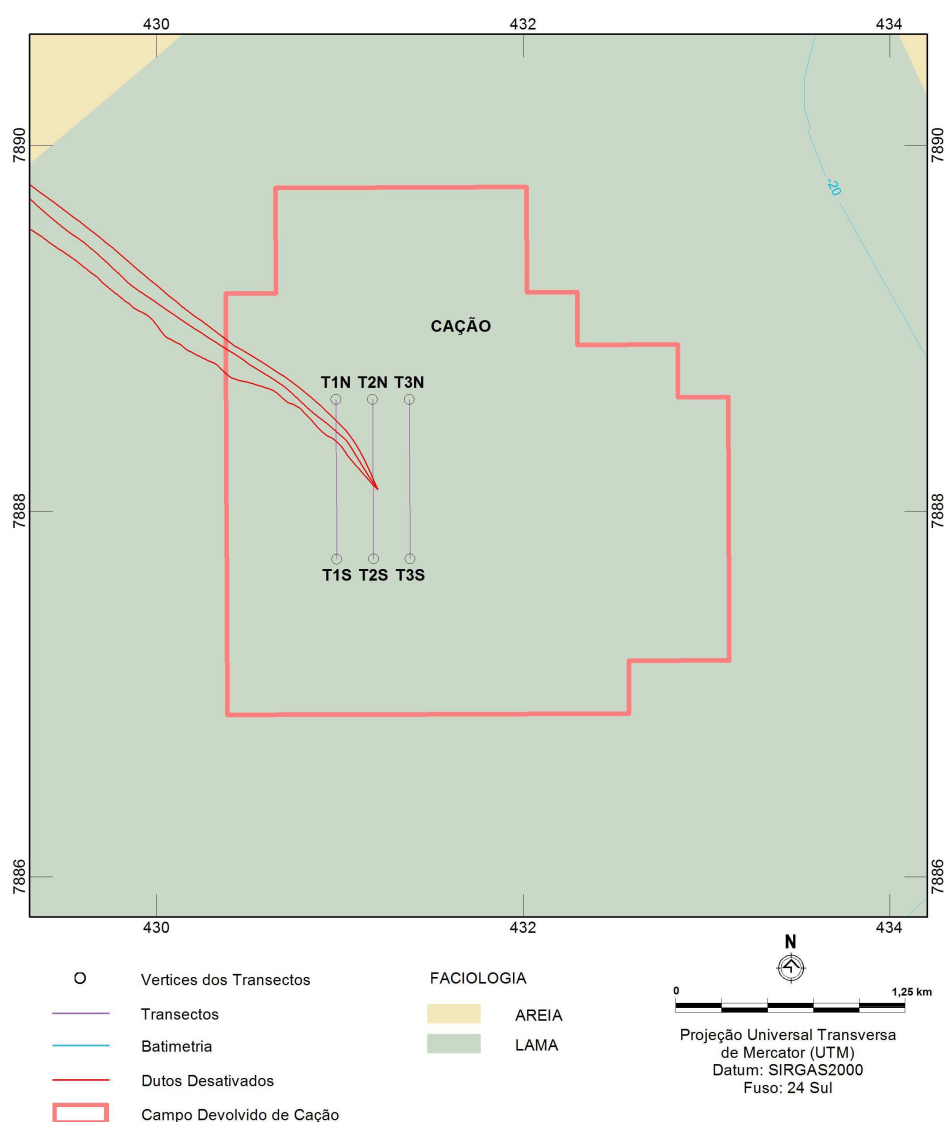 430
432
434
7890
7890
-20
CAÇÃO
T1N T2N T3N
7888
7888
T1S T2S T3S
7886
7886
430
432
434
Vertices dos Transectos
Transectos
Batimetria
Dutos Desativados
Campo Devolvido de Cação
FACIOLOGIA
AREIA
LAMA
N
0 1,25 km
Projeção Universal Transversa
de Mercator (UTM)
Datum: SIRGAS2000
Fuso: 24 Sul